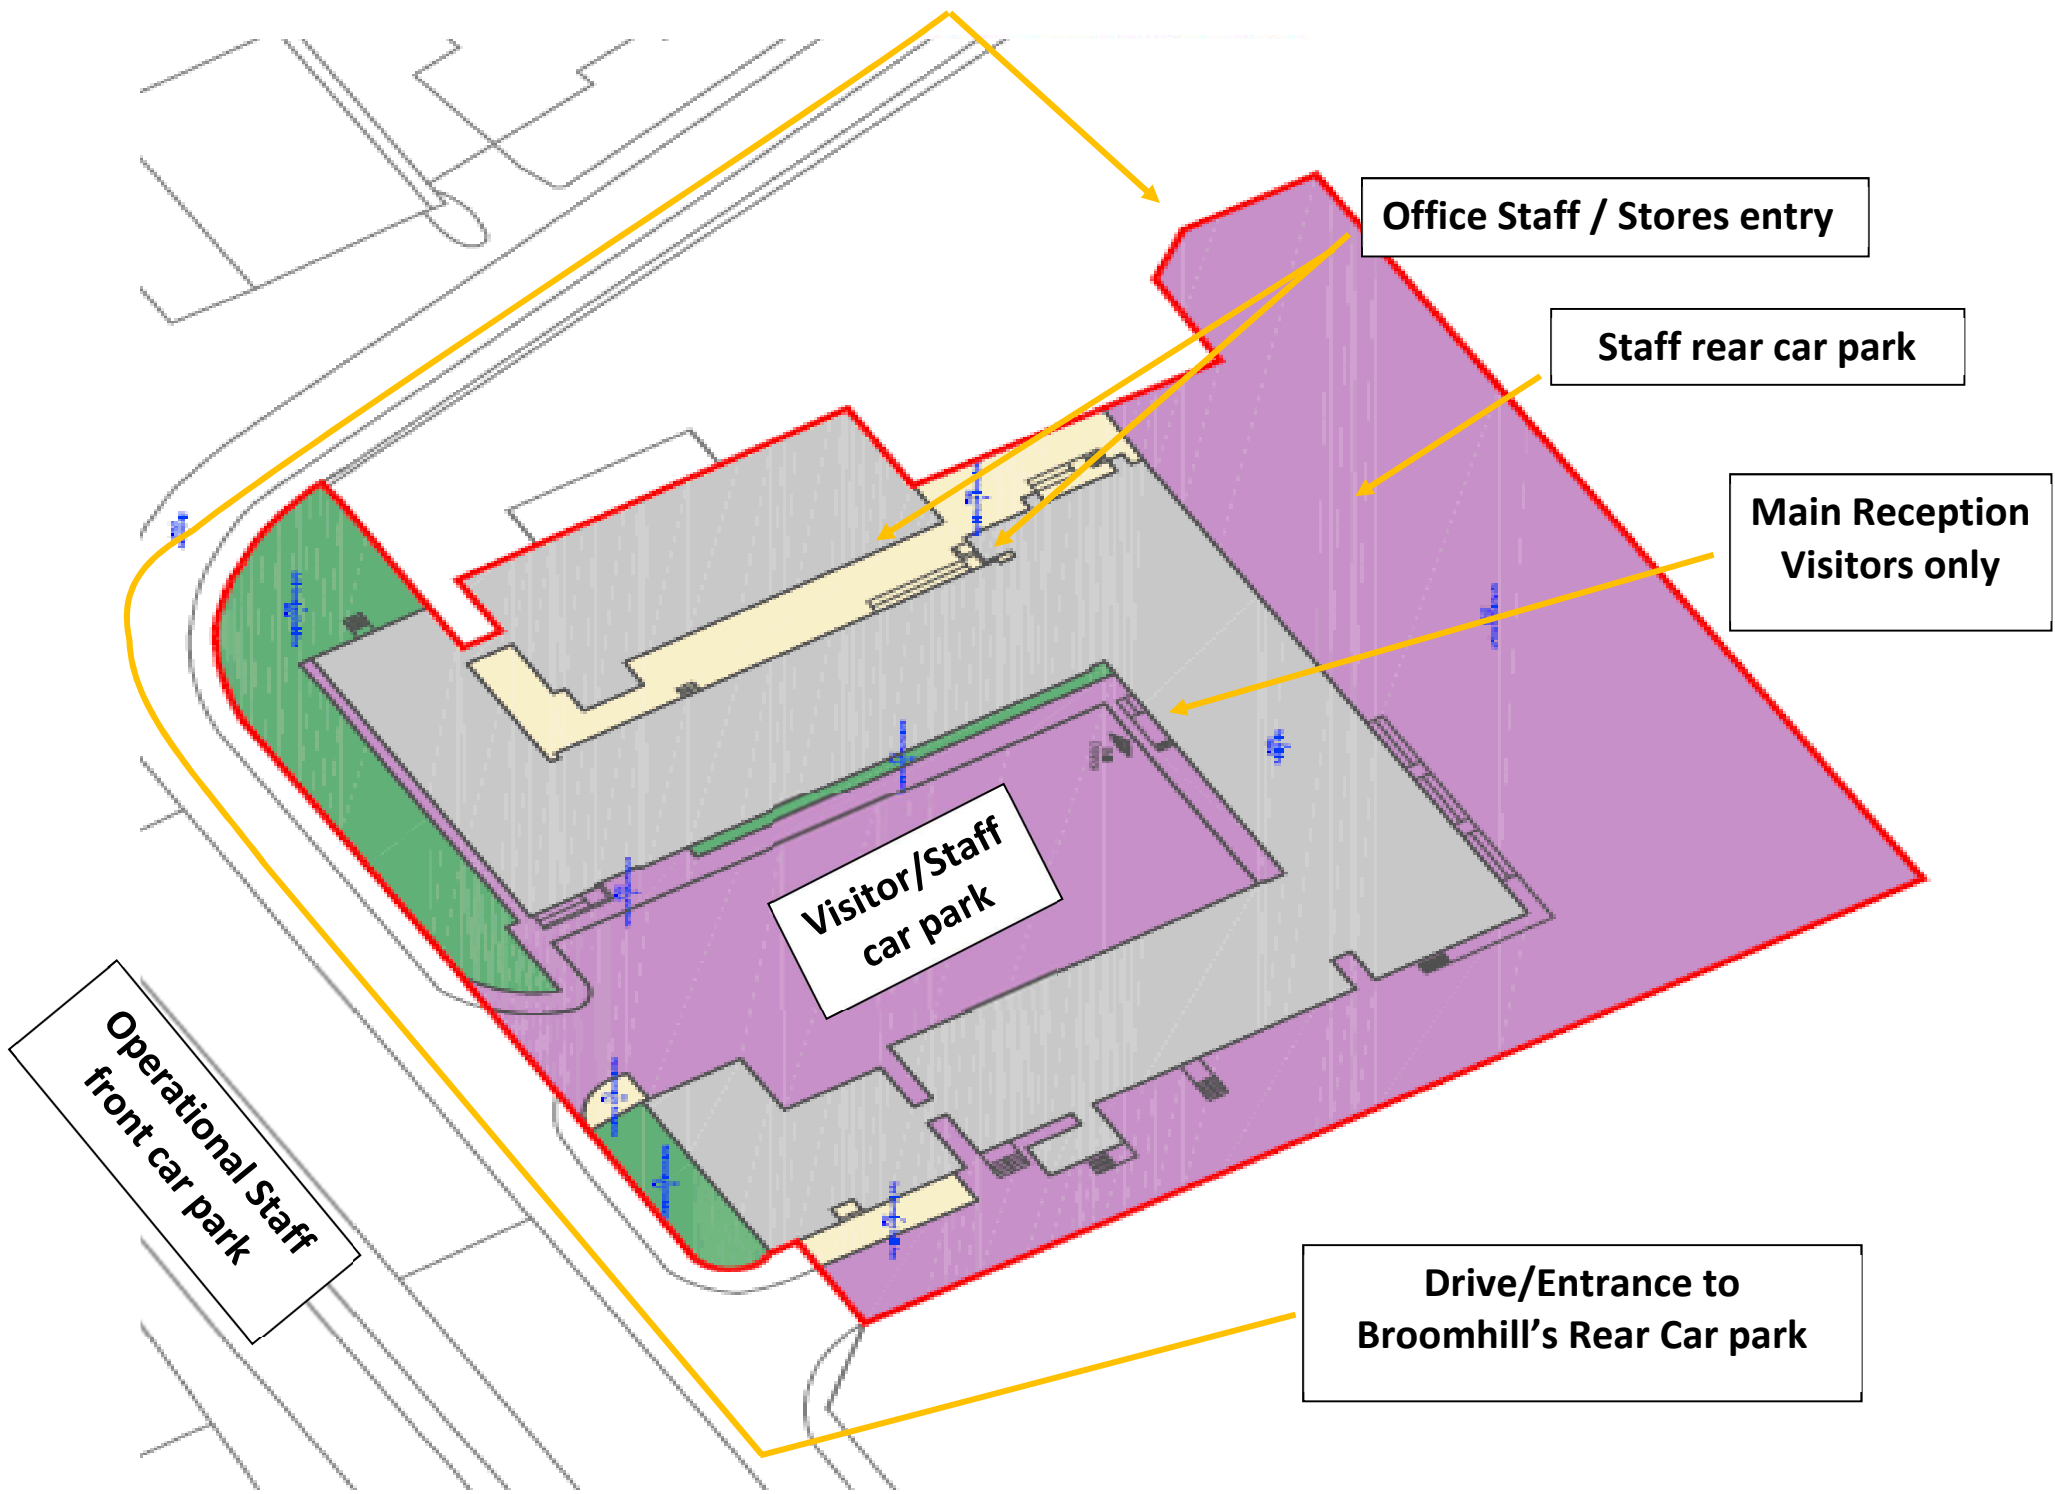 Office Staff / Stores entry
Staff rear car park
Main Reception
Visitors only
Visitor/Staff
car park
Operational Staff
front car park
Drive/Entrance to
Broomhill’s Rear Car park